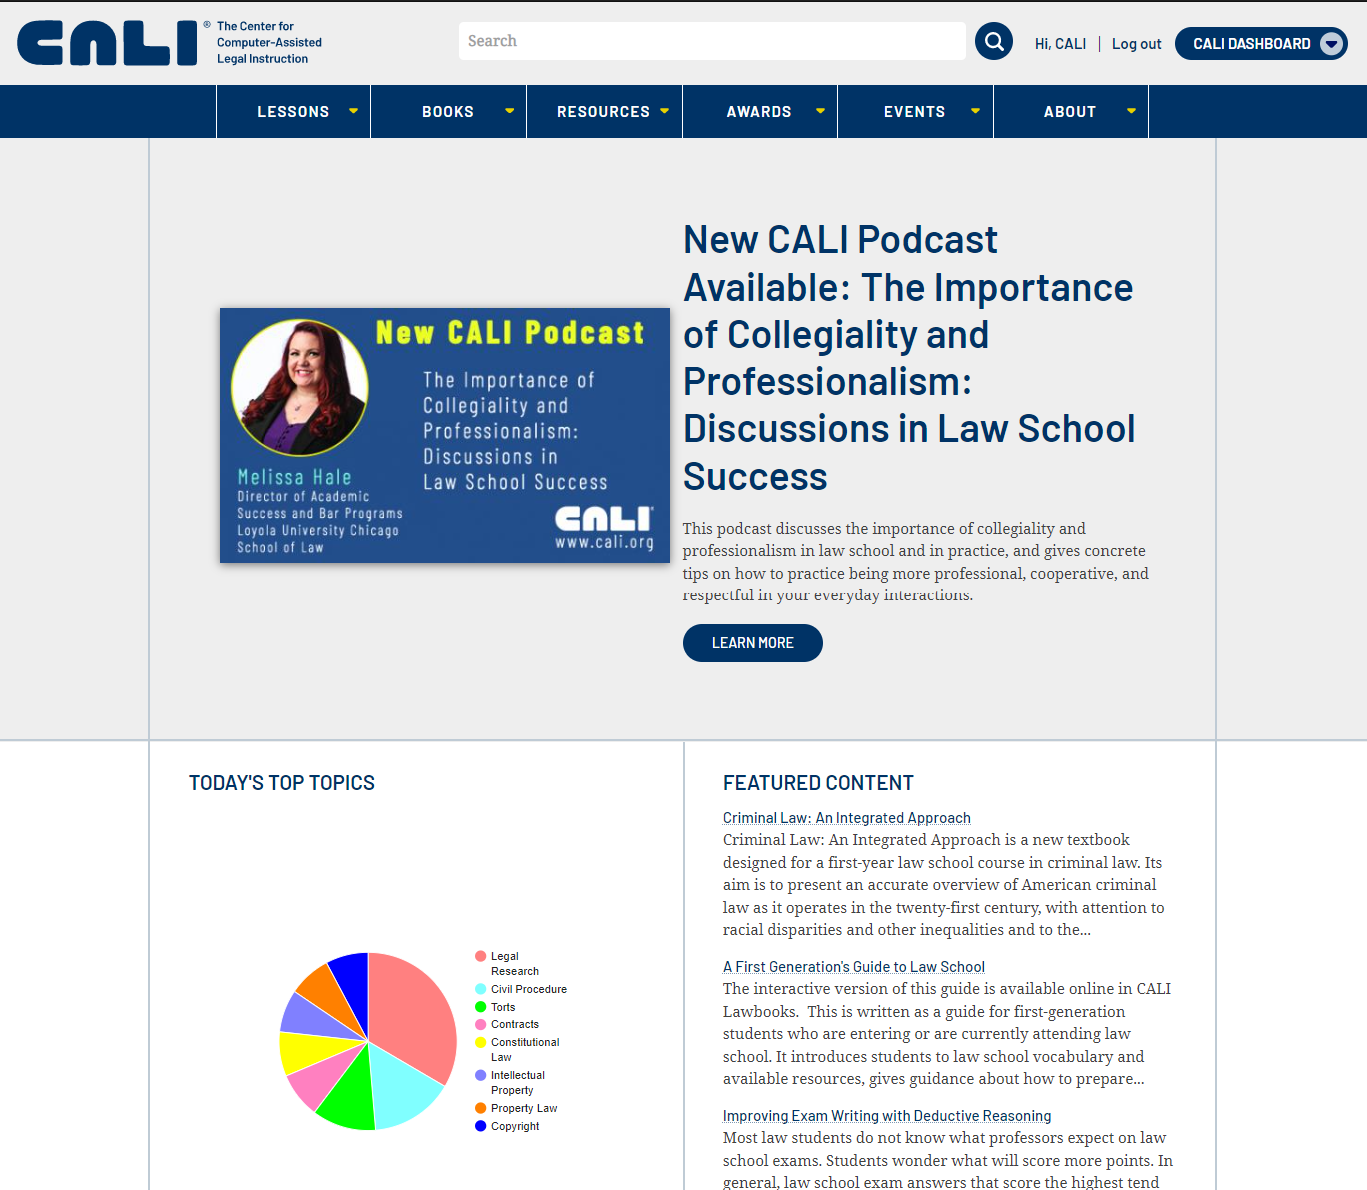 CALI® The Center for
Computer-Assisted
Legal Instruction
Search
Hi, CALI
Log out
CALI DASHBOARD
LESSONS
BOOKS
RESOURCES
AWARDS
EVENTS
ABOUT
New CALI Podcast
The Importance of
Collegiality and
Professionalism:
Discussions in
Law School Success
Melissa Hale
Director of Academic
Success and Bar Programs
Loyola University Chicago
School of Law
CALI
www.cali.org
New CALI Podcast
Available: The Importance
of Collegiality and
Professionalism:
Discussions in Law School
Success
This podcast discusses the importance of collegiality and
professionalism in law school and in practice, and gives concrete
tips on how to practice being more professional, cooperative, and
respectful in your everyday interactions.
LEARN MORE
TODAY'S TOP TOPICS
Legal
Research
Civil Procedure
Torts
Contracts
Constitutional
Law
Intellectual
Property
Property Law
Copyright
FEATURED CONTENT
Criminal Law: An Integrated Approach
Criminal Law: An Integrated Approach is a new textbook
designed for a first-year law school course in criminal law. Its
aim is to present an accurate overview of American criminal
law as it operates in the twenty-first century, with attention to
racial disparities and other inequalities and to the...
A First Generation's Guide to Law School
The interactive version of this guide is available online in CALI
Lawbooks. This is written as a guide for first-generation
students who are entering or are currently attending law
school. It introduces students to law school vocabulary and
available resources, gives guidance about how to prepare...
Improving Exam Writing with Deductive Reasoning
Most law students do not know what professors expect on law
school exams. Students wonder what will score more points. In
general, law school exam answers that score the highest tend